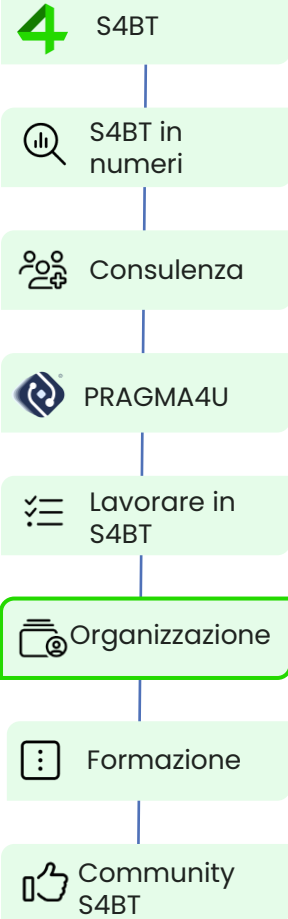 S4BT
S4BT in
numeri
Consulenza
PRAGMA4U
Lavorare in
S4BT
Organizzazione
Formazione
Community
S4BT